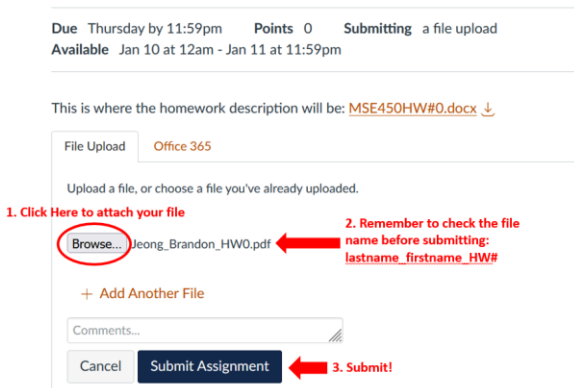 Due Thursday by 11:59pm Points 0 Submitting a file upload
Available Jan 10 at 12am - Jan 11 at 11:59pm
This is where the homework description will be: MSE450HW#0.docx
File Upload Office 365
Upload a file, or choose a file you've already uploaded.
1. Click Here to attach your file
2. Remember to check the file
name before submitting:
lastname_firstname_HW#
Browse... Jeong_Brandon_HW0.pdf
+ Add Another File
Comments...
Cancel Submit Assignment 3. Submit!